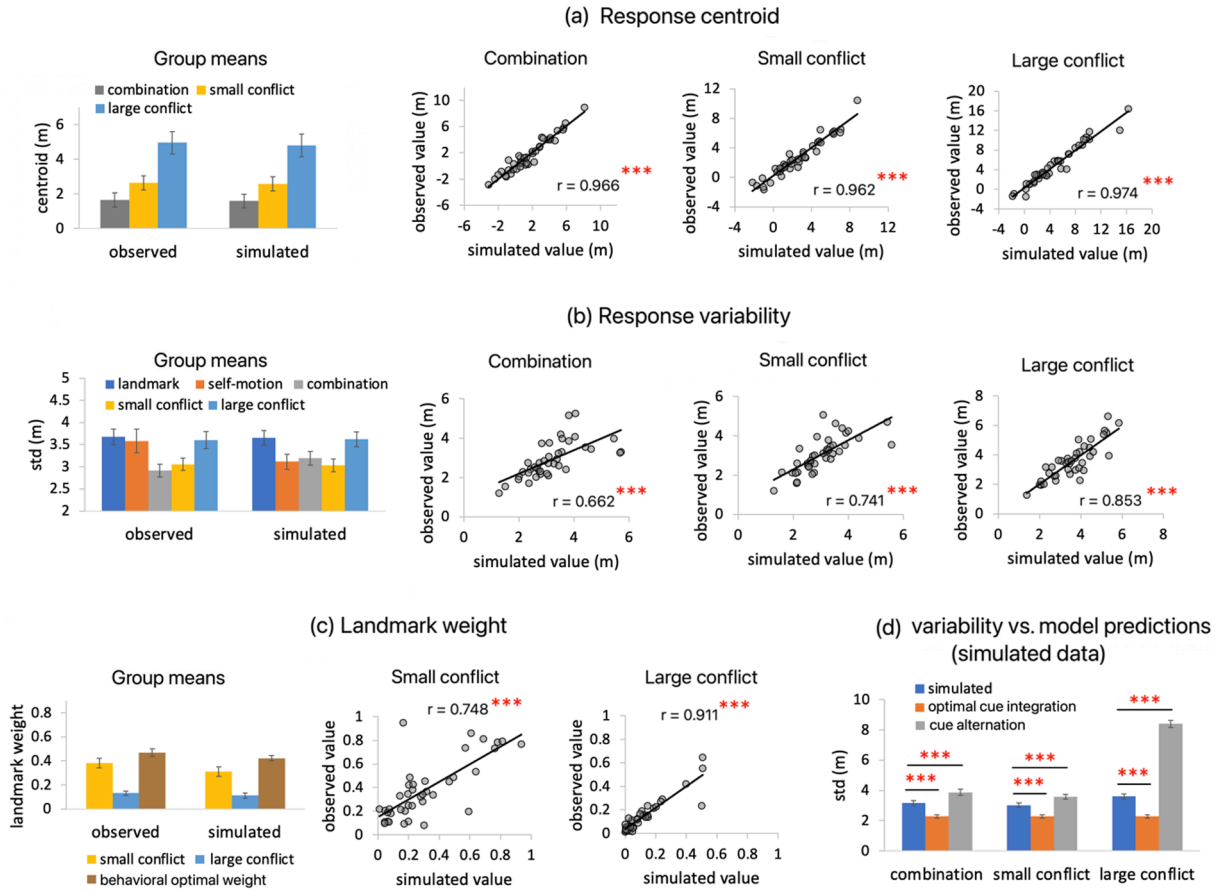 (a) Response centroid
Group means
combination small conflict
large conflict
centroid (m)
6
4
2
0
observed simulated
Combination
observed value (m)
10
6
2
-2
-6
-6 -2 2 6 10
r = 0.966 ***
simulated value (m)
Small conflict
observed value (m)
12
8
4
0
-4
-4 0 4 8 12
r = 0.962 ***
simulated value (m)
Large conflict
observed value (m)
20
16
12
8
4
0
-4
-4 0 4 8 12 16 20
r = 0.974 ***
simulated value (m)
(b) Response variability
Group means
landmark self-motion combination
small conflict large conflict
std (m)
5
4.5
4
3.5
3
2.5
2
observed simulated
Combination
observed value (m)
6
4
2
0
0 2 4 6
r = 0.662 ***
simulated value (m)
Small conflict
observed value (m)
6
4
2
0
0 2 4 6
r = 0.741 ***
simulated value (m)
Large conflict
observed value (m)
8
6
4
2
0
0 2 4 6 8
r = 0.853 ***
simulated value (m)
(c) Landmark weight
Group means
landmark weight
0.8
0.6
0.4
0.2
0
observed simulated
small conflict large conflict
behavioral optimal weight
Small conflict
r = 0.748 ***
observed value
1
0.8
0.6
0.4
0.2
0
0 0.2 0.4 0.6 0.8 1
simulated value
Large conflict
r = 0.911 ***
observed value
1
0.8
0.6
0.4
0.2
0
0 0.2 0.4 0.6 0.8 1
simulated value
(d) variability vs. model predictions
(simulated data)
simulated
optimal cue integration
cue alternation
std (m)
10
8
6
4
2
0
***
***
***
***
***
***
combination small conflict large conflict